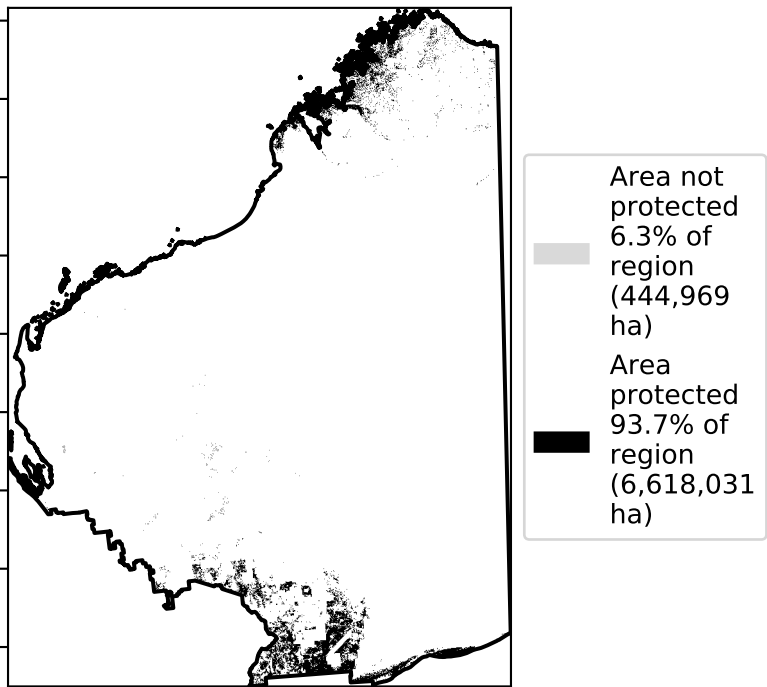 Area not
protected
6.3% of
region
(444,969
ha)
Area
protected
93.7% of
region
(6,618,031
ha)